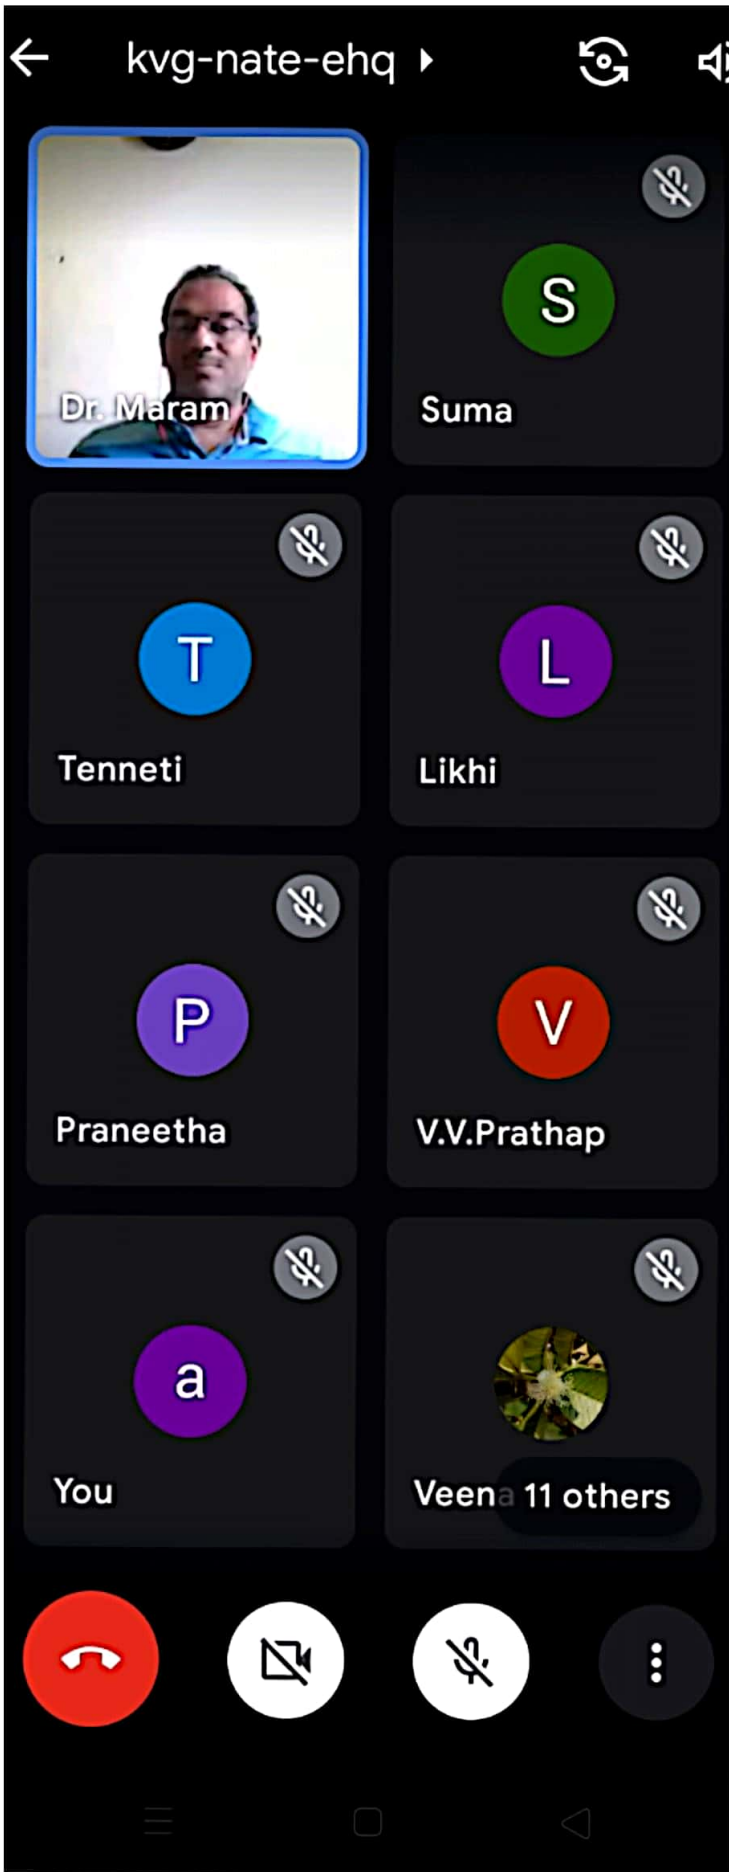 kvg-nate-ehq
Dr. Maram
S
Suma
T
Tenneti
L
Likhi
P
Praneetha
V
V.V.Prathap
a
You
Veena
11 others